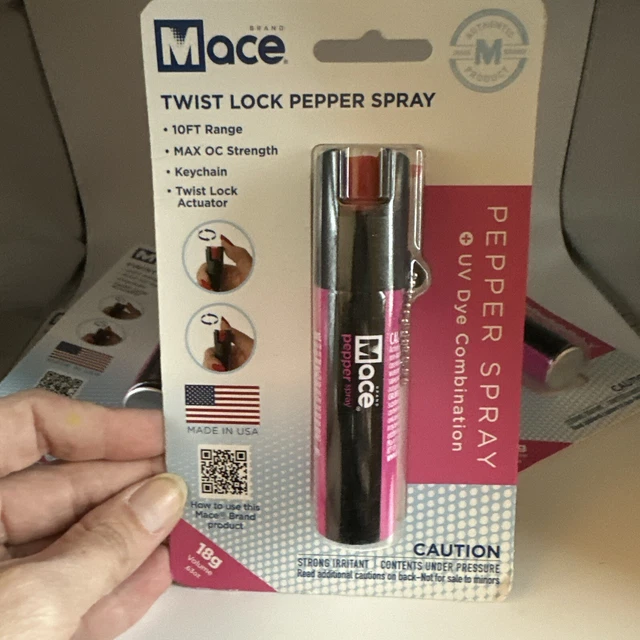 BRAND
Mace®
AUTHENTIC
M
PRODUCT
TWIST LOCK PEPPER SPRAY
• 10FT Range
• MAX OC Strength
• Keychain
• Twist Lock
Actuator
PEPPER SPRAY
+ UV Dye Combination
Mace
pepper spray
MADE IN USA
How to use this
Mace® Brand
product
18g
Volume
CAUTION
STRONG IRRITANT CONTENTS UNDER PRESSURE
Read additional cautions on back–Not for sale to minors
Mace